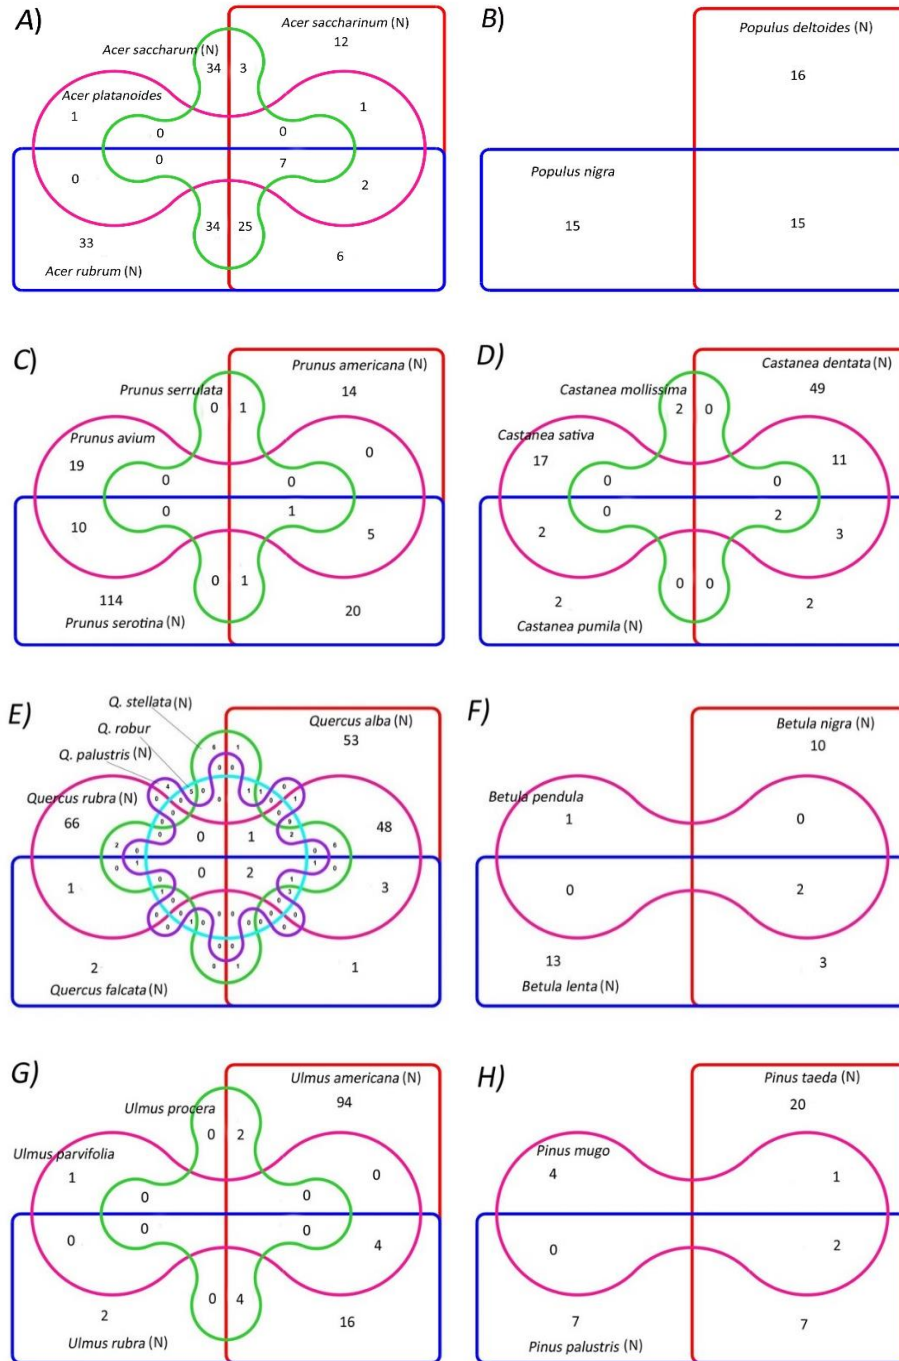 A)
Acer saccharinum (N)
12
Acer saccharum (N)
34 3
Acer platanoides
1 1
0 0
0 7
0 2
34 25
33 6
Acer rubrum (N)
B)
Populus deltoides (N)
16
Populus nigra
15 15
C)
Prunus americana (N)
14
Prunus serrulata
0 1
Prunus avium
19 0
0 0
0 1
10 5
0 1
114 20
Prunus serotina (N)
D)
Castanea dentata (N)
49
Castanea mollissima
2 0
Castanea sativa
17 11
0 0
0 2
2 3
0 0
2 2
Castanea pumila (N)
E)
Q. stellata (N)
Q. robur
Q. palustris (N)
Quercus alba (N)
53
6 1
Quercus rubra (N)
66 48
0 1
0 2
1 3
2 1
Quercus falcata (N)
F)
Betula nigra (N)
10
Betula pendula
1 0
0 2
13 3
Betula lenta (N)
G)
Ulmus americana (N)
94
Ulmus procera
0 2
Ulmus parvifolia
1 0
0 0
0 0
0 4
0 4
2 16
Ulmus rubra (N)
H)
Pinus taeda (N)
20
Pinus mugo
4 1
0 2
7 7
Pinus palustris (N)